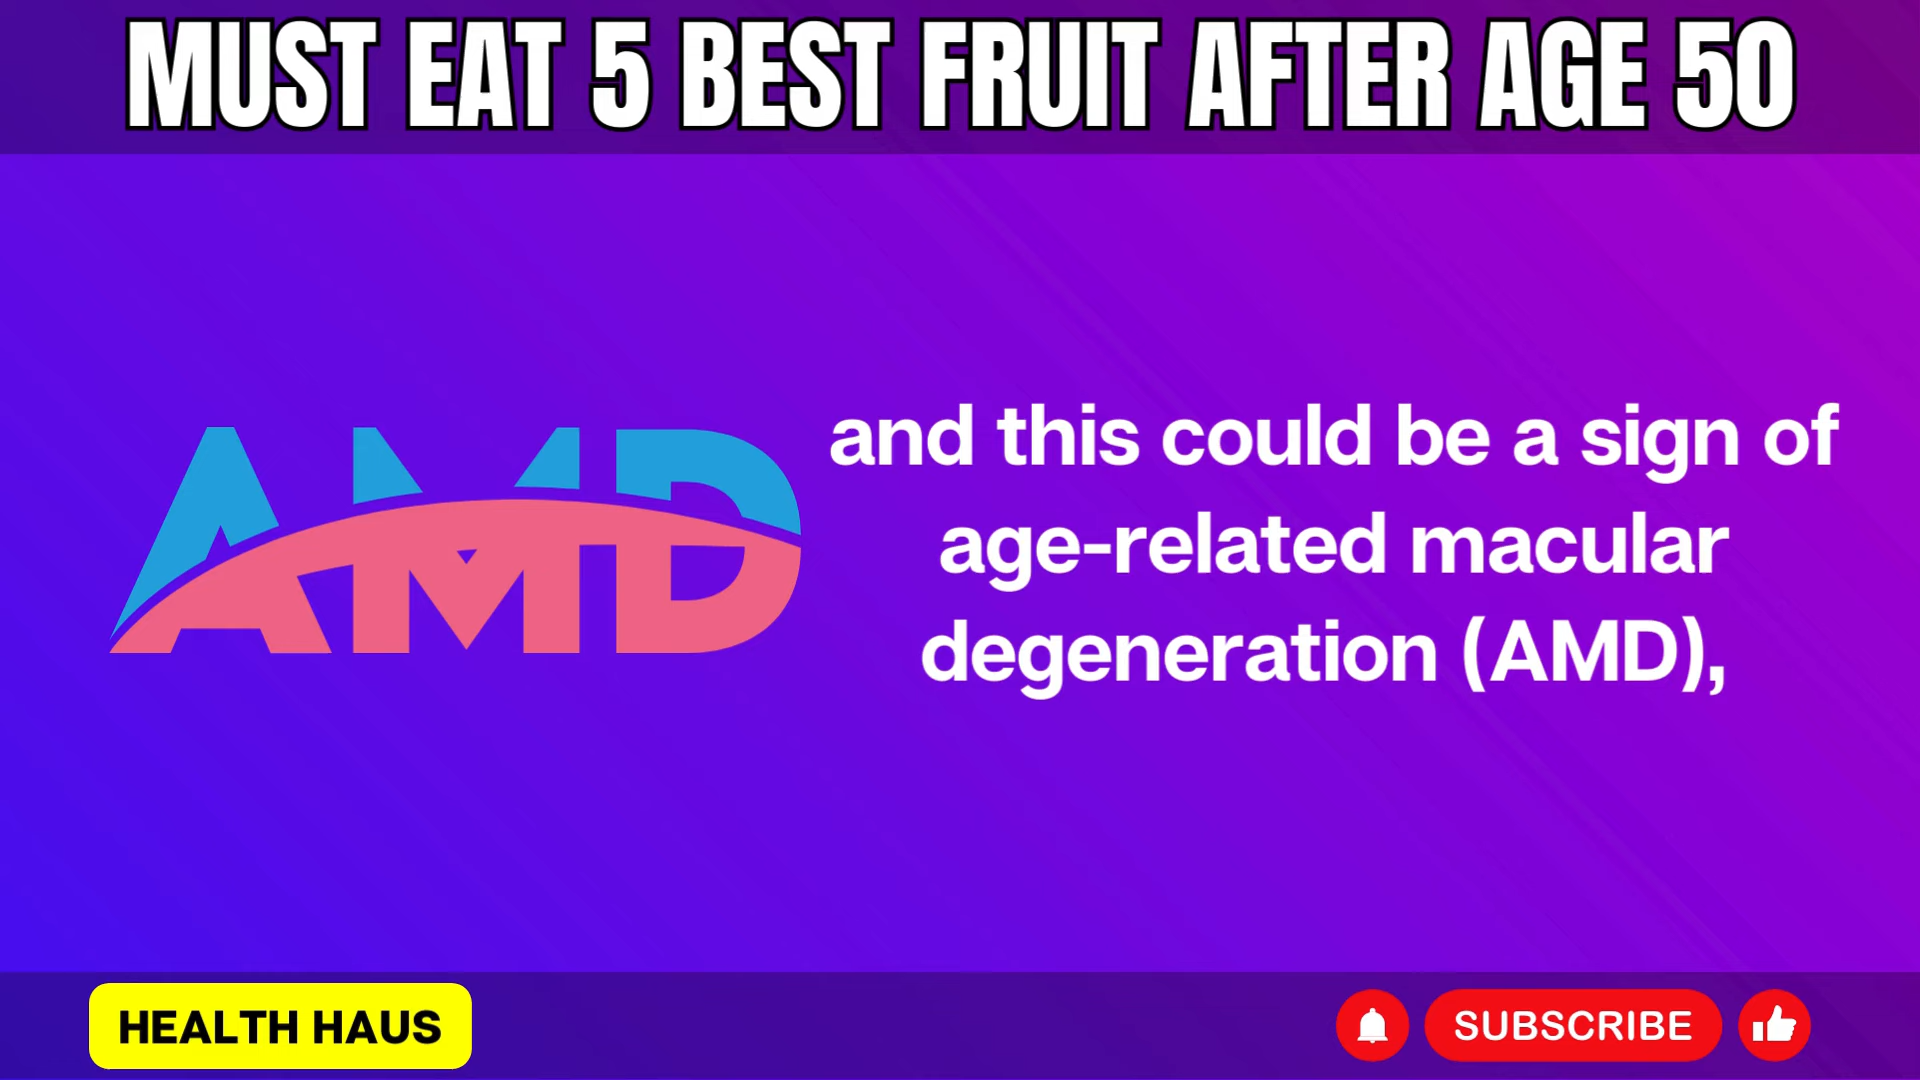 MUST EAT 5 BEST FRUIT AFTER AGE 50
AMD
and this could be a sign of
age-related macular
degeneration (AMD),
HEALTH HAUS
SUBSCRIBE